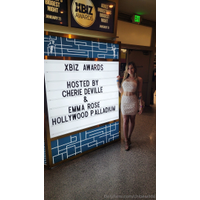 XBIZ
AWARDS
XBIZ AWARDS
HOSTED BY
CHERIE DEVILLE
&
EMMA ROSE
HOLLYWOOD PALLADIUM